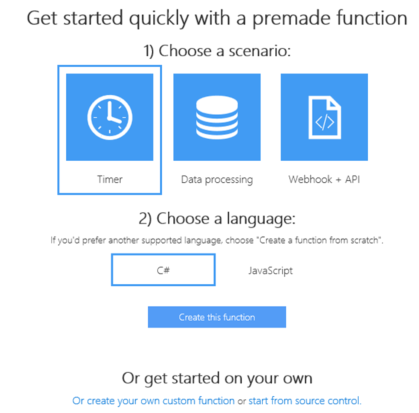 Get started quickly with a premade function
1) Choose a scenario:
Timer Data processing Webhook + API
2) Choose a language:
If you'd prefer another supported language, choose "Create a function from scratch".
C# JavaScript
Create this function
Or get started on your own
Or create your own custom function or start from source control.